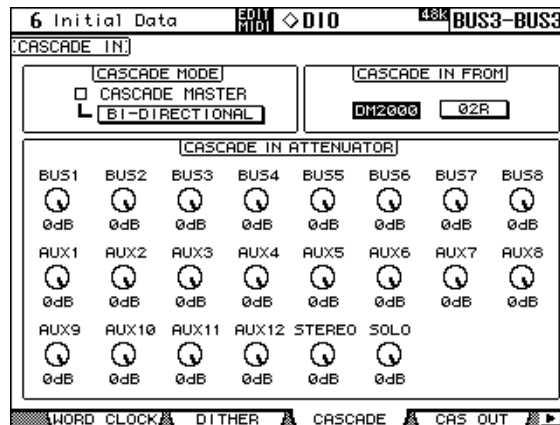 6 Initial Data EDIT MIDI ◇DIO 48K BUS3-BUS3
CASCADE IN
CASCADE MODE CASCADE IN FROM
CASCADE MASTER
BI-DIRECTIONAL DM2000 02R
CASCADE IN ATTENUATOR
BUS1 BUS2 BUS3 BUS4 BUS5 BUS6 BUS7 BUS8
0dB 0dB 0dB 0dB 0dB 0dB 0dB 0dB
AUX1 AUX2 AUX3 AUX4 AUX5 AUX6 AUX7 AUX8
0dB 0dB 0dB 0dB 0dB 0dB 0dB 0dB
AUX9 AUX10 AUX11 AUX12 STEREO SOLO
0dB 0dB 0dB 0dB 0dB 0dB
WORD CLOCK DITHER CASCADE CAS OUT